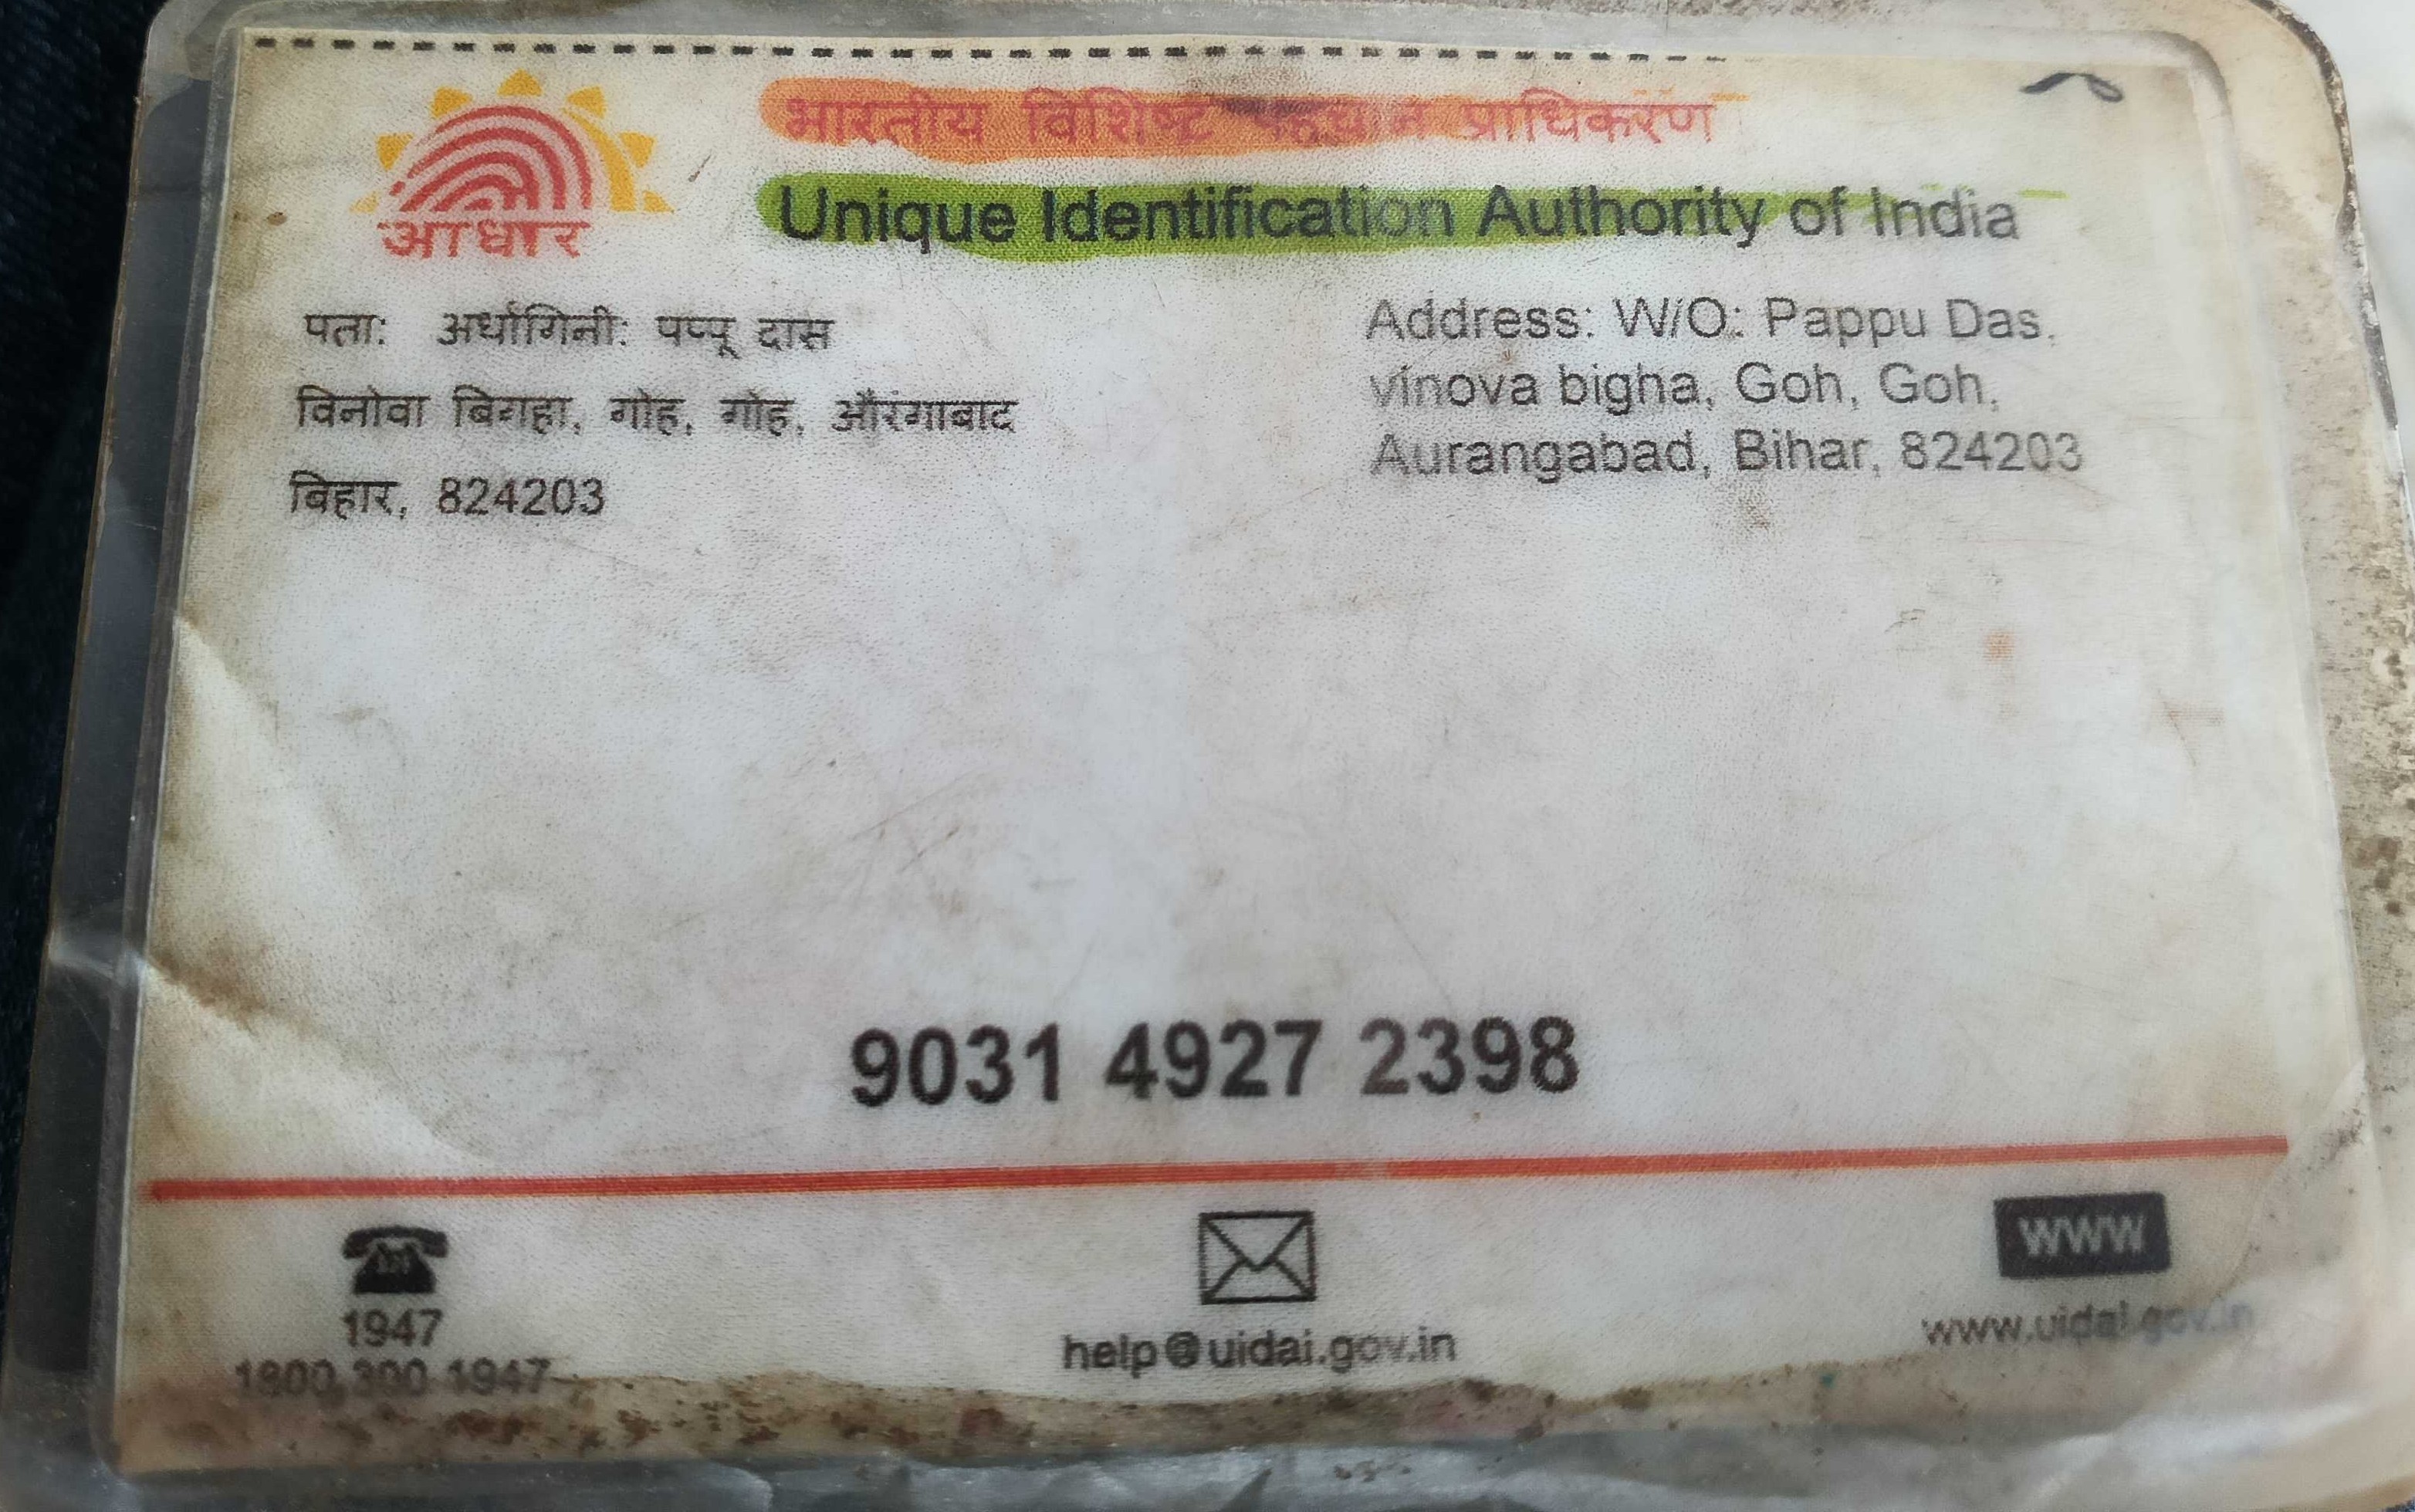 भारतीय विशिष्ट पहचान प्राधिकरण
Unique Identification Authority of India
आधार
पता: अर्धांगिनी: पप्पू दास
विनोवा बिगहा, गोह, गोह, औरंगाबाद
बिहार, 824203
Address: W/O: Pappu Das,
vinova bigha, Goh, Goh,
Aurangabad, Bihar, 824203
9031 4927 2398
1947
1800 300 1947
help@uidai.gov.in
WWW
www.uidai.gov.in